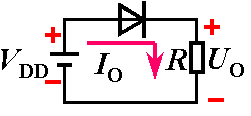 + +
V_DD I_O R U_O
− −